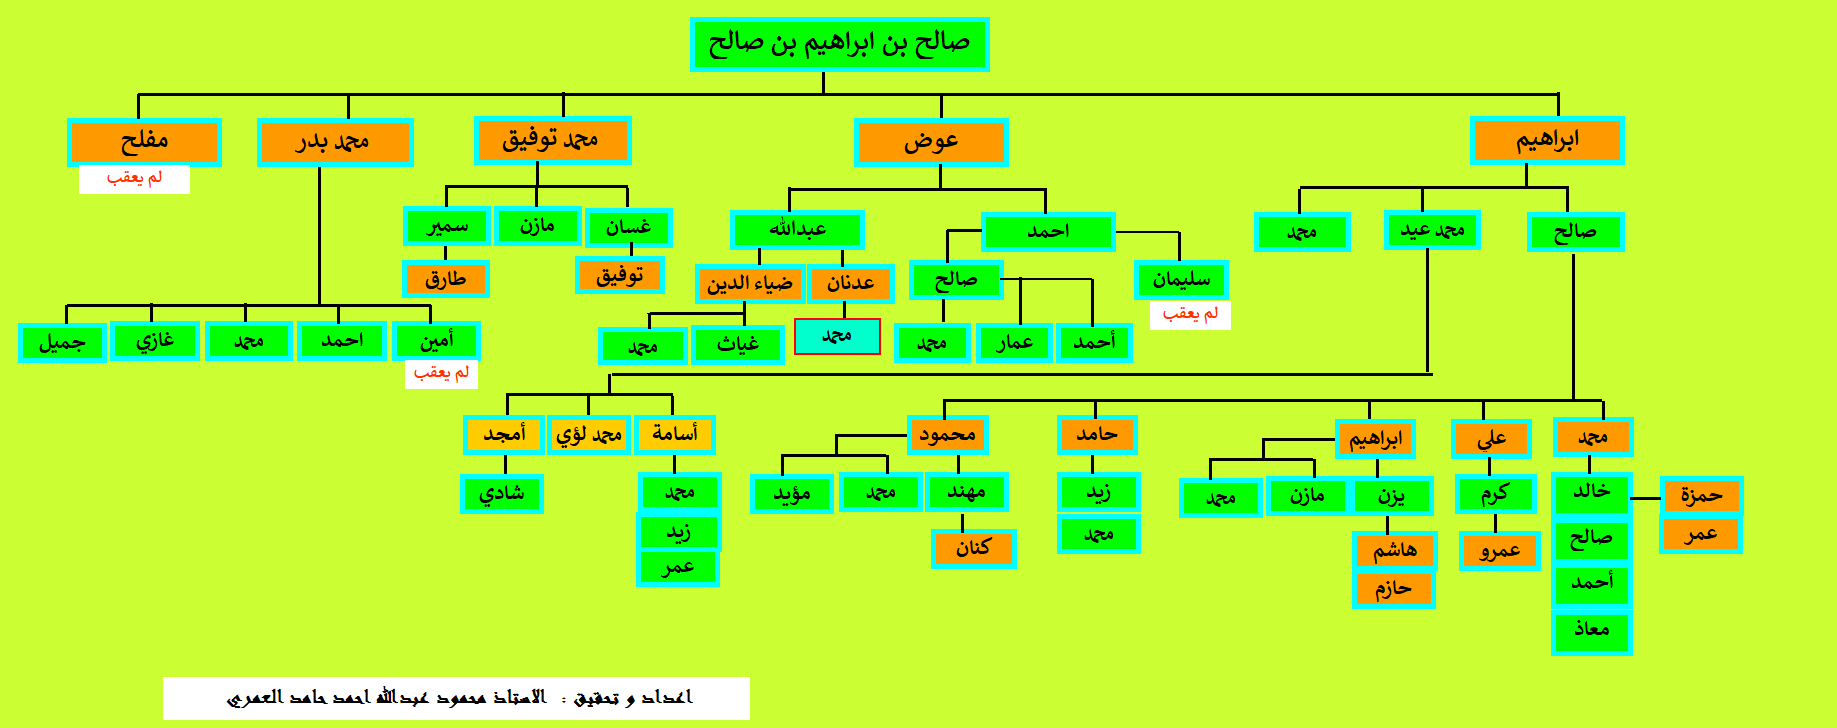 صالح بن ابراهيم بن صالح
ابراهيم
عوض
محمد توفيق
محمد بدر
مفلح
لم يعقب
صالح
محمد عيد
محمد
احمد
عبدالله
غسان
مازن
سمير
سليمان
لم يعقب
صالح
عدنان
ضياء الدين
توفيق
طارق
أحمد
عمار
محمد
محمد
غياث
محمد
أمين
لم يعقب
احمد
محمد
غازي
جميل
محمد
علي
ابراهيم
حامد
محمود
أسامة
محمد لؤي
أمجد
حمزة
عمر
خالد
صالح
أحمد
معاذ
كرم
عمرو
يزن
مازن
محمد
هاشم
حازم
زيد
محمد
مهند
محمد
مؤيد
كنان
محمد
زيد
عمر
شادي
اعداد و تحقيق : الاستاذ محمود عبدالله احمد حامد العمري